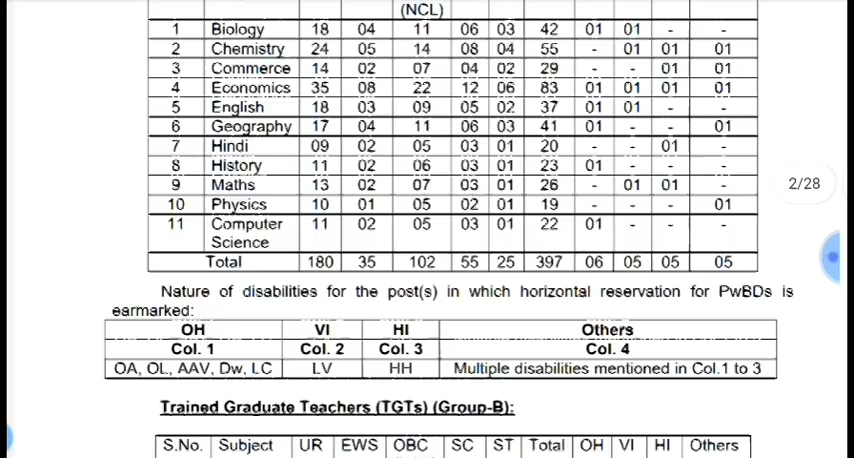 (NCL)
1 Biology 18 04 11 06 03 42 01 01 - -
2 Chemistry 24 05 14 08 04 55 - 01 01 01
3 Commerce 14 02 07 04 02 29 - - 01 01
4 Economics 35 08 22 12 06 83 01 01 01 01
5 English 18 03 09 05 02 37 01 01 - -
6 Geography 17 04 11 06 03 41 01 - - 01
7 Hindi 09 02 05 03 01 20 - - 01 -
8 History 11 02 06 03 01 23 01 - - -
9 Maths 13 02 07 03 01 26 - 01 01 -
10 Physics 10 01 05 02 01 19 - - - 01
11 Computer 11 02 05 03 01 22 01 - - -
Science
Total 180 35 102 55 25 397 06 05 05 05
2/28
Nature of disabilities for the post(s) in which horizontal reservation for PwBDs is
earmarked:
OH VI HI Others
Col. 1 Col. 2 Col. 3 Col. 4
OA, OL, AAV, Dw, LC LV HH Multiple disabilities mentioned in Col.1 to 3
Trained Graduate Teachers (TGTs) (Group-B):
S.No. Subject UR EWS OBC SC ST Total OH VI HI Others